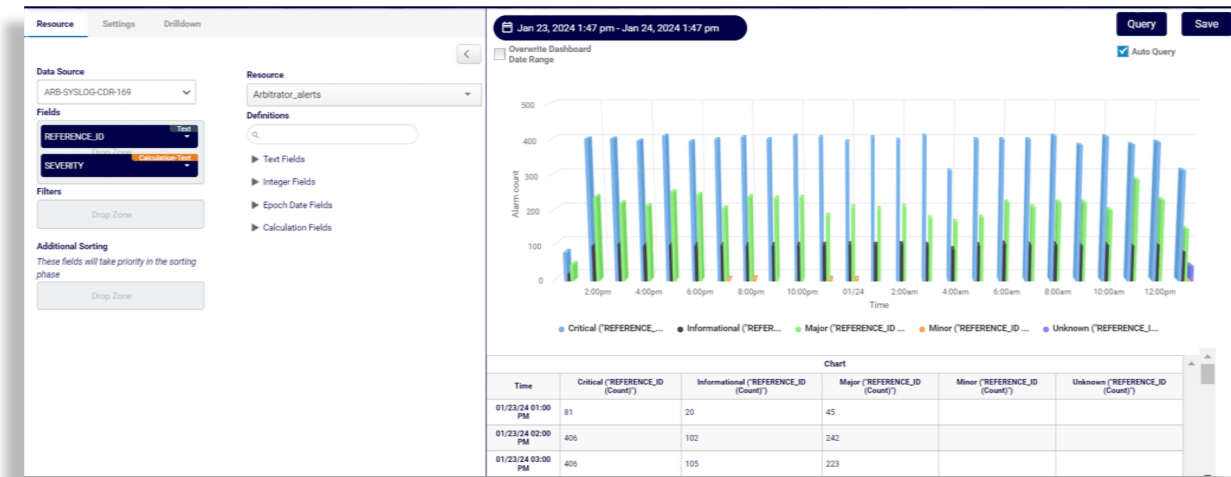 Resource Settings Drilldown
Data Source
ARB-SYSLOG-CDR-169
Fields
REFERENCE_ID Text
Drop Zone
SEVERITY Calculation-Text
Filters
Drop Zone
Additional Sorting
These fields will take priority in the sorting
phase
Drop Zone
Resource
Arbitrator_alerts
Definitions
Text Fields
Integer Fields
Epoch Date Fields
Calculation Fields
Jan 23, 2024 1:47 pm - Jan 24, 2024 1:47 pm
Query Save
Overwrite Dashboard
Date Range
Auto Query
500
400
300
200
100
0
Alarm count
2:00pm 4:00pm 6:00pm 8:00pm 10:00pm 01/24 2:00am 4:00am 6:00am 8:00am 10:00am 12:00pm
Time
Critical ("REFERENCE_... Informational ("REFER... Major ("REFERENCE_ID ... Minor ("REFERENCE_ID ... Unknown ("REFERENCE_I...
Chart
Time Critical ("REFERENCE_ID (Count)") Informational ("REFERENCE_ID (Count)") Major ("REFERENCE_ID (Count)") Minor ("REFERENCE_ID (Count)") Unknown ("REFERENCE_ID (Count)")
01/23/24 01:00 PM 81 20 45
01/23/24 02:00 PM 406 102 242
01/23/24 03:00 PM 406 105 223